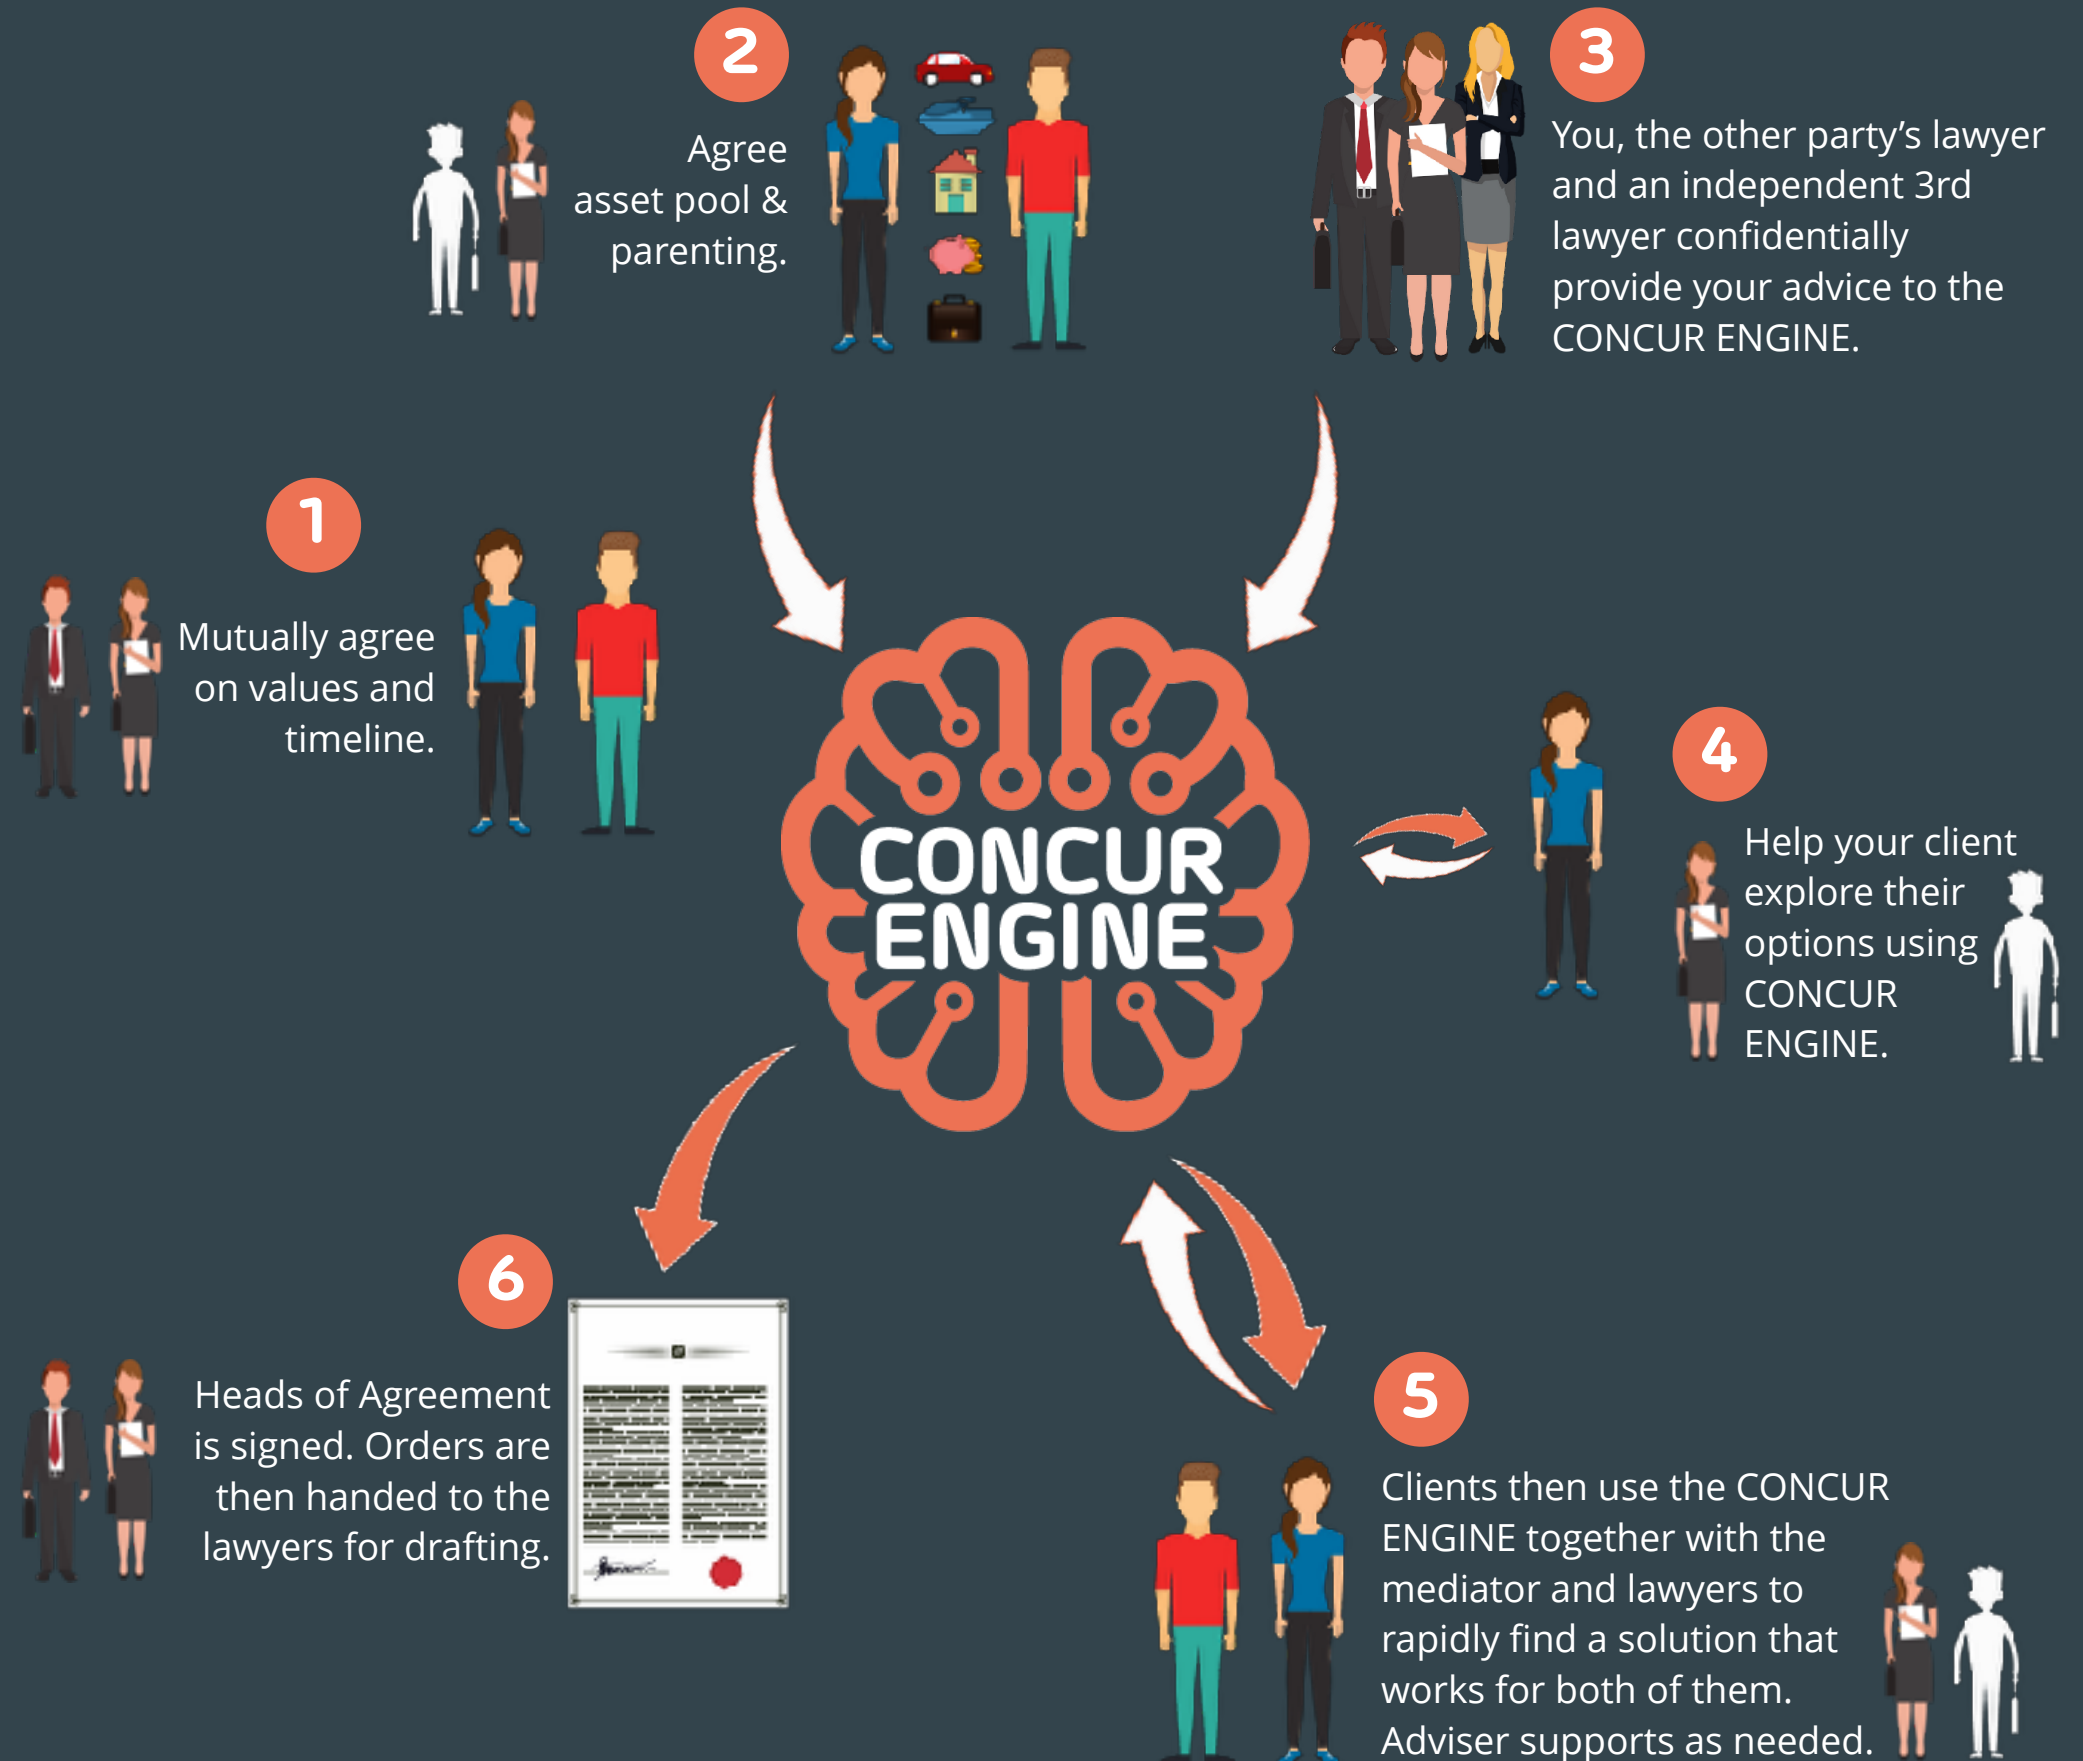 1
Mutually agree
on values and
timeline.
2
Agree
asset pool &
parenting.
3
You, the other party’s lawyer
and an independent 3rd
lawyer confidentially
provide your advice to the
CONCUR ENGINE.
CONCUR
ENGINE
4
Help your client
explore their
options using
CONCUR
ENGINE.
5
Clients then use the CONCUR
ENGINE together with the
mediator and lawyers to
rapidly find a solution that
works for both of them.
Adviser supports as needed.
6
Heads of Agreement
is signed. Orders are
then handed to the
lawyers for drafting.